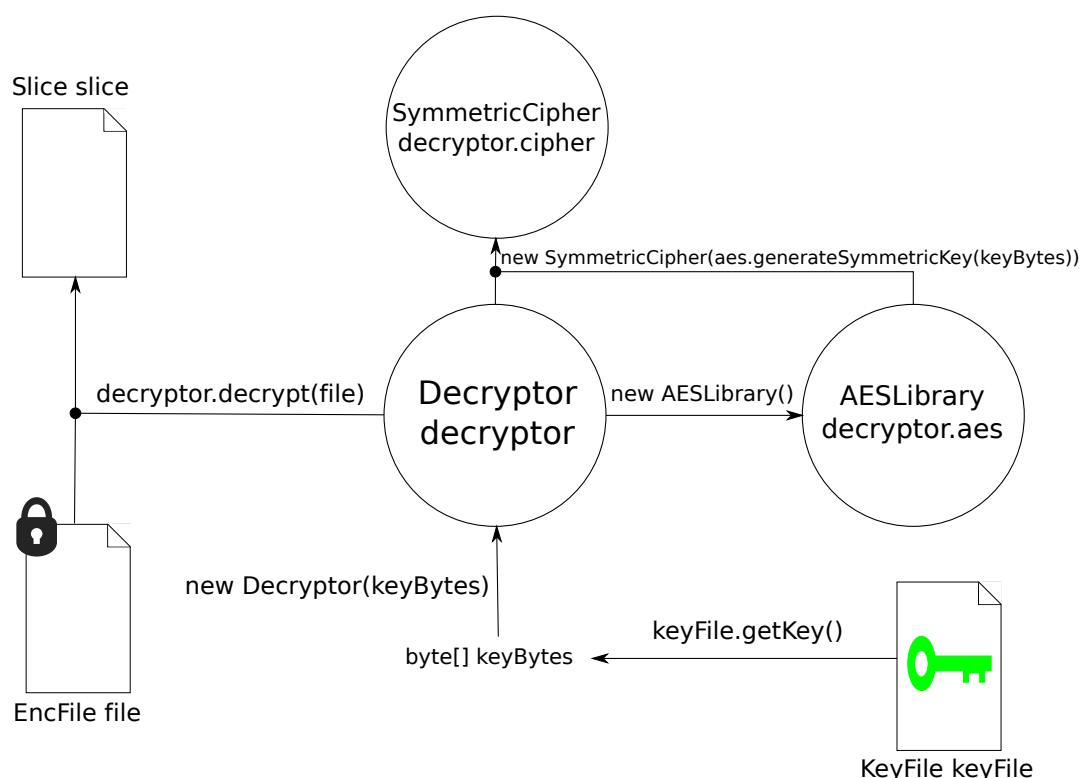 Slice slice
SymmetricCipher
decryptor.cipher
new SymmetricCipher(aes.generateSymmetricKey(keyBytes))
decryptor.decrypt(file)
Decryptor
decryptor
new AESLibrary()
AESLibrary
decryptor.aes
new Decryptor(keyBytes)
keyFile.getKey()
byte[] keyBytes
EncFile file
KeyFile keyFile